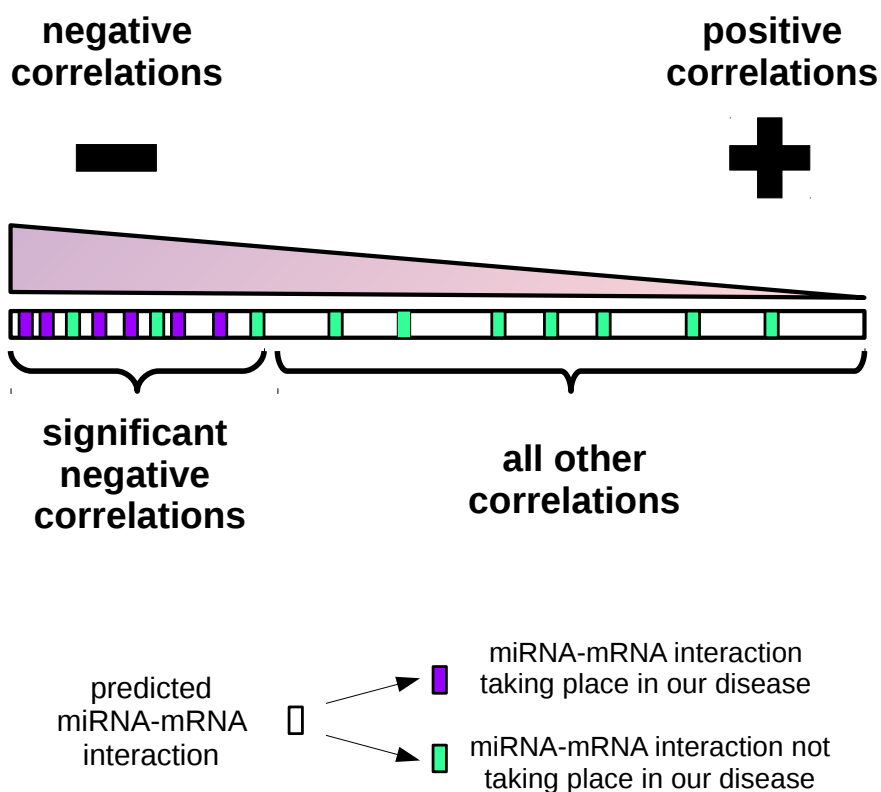 negative
correlations
positive
correlations
significant
negative
correlations
all other
correlations
predicted
miRNA-mRNA
interaction
miRNA-mRNA interaction
taking place in our disease
miRNA-mRNA interaction not
taking place in our disease